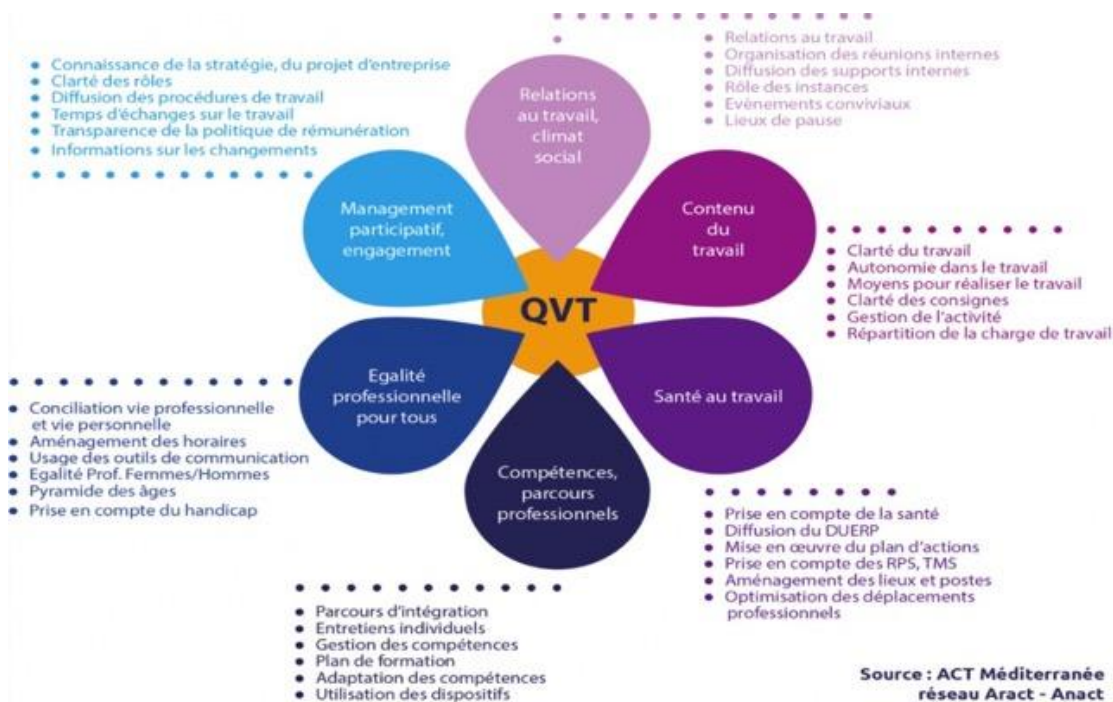 Relations
au travail,
climat
social
Relations au travail
Organisation des réunions internes
Diffusion des supports internes
Rôle des instances
Evènements conviviaux
Lieux de pause
Contenu
du
travail
Clarté du travail
Autonomie dans le travail
Moyens pour réaliser le travail
Clarté des consignes
Gestion de l'activité
Répartition de la charge de travail
Santé au travail
Prise en compte de la santé
Diffusion du DUERP
Mise en œuvre du plan d'actions
Prise en compte des RPS, TMS
Aménagement des lieux et postes
Optimisation des déplacements
professionnels
Compétences,
parcours
professionnels
Parcours d'intégration
Entretiens individuels
Gestion des compétences
Plan de formation
Adaptation des compétences
Utilisation des dispositifs
Egalité
professionnelle
pour tous
Conciliation vie professionnelle
et vie personnelle
Aménagement des horaires
Usage des outils de communication
Egalité Prof. Femmes/Hommes
Pyramide des âges
Prise en compte du handicap
Management
participatif,
engagement
Connaissance de la stratégie, du projet d'entreprise
Clarté des rôles
Diffusion des procédures de travail
Temps d'échanges sur le travail
Transparence de la politique de rémunération
Informations sur les changements
QVT
Source : ACT Méditerranée
réseau Aract - Anact